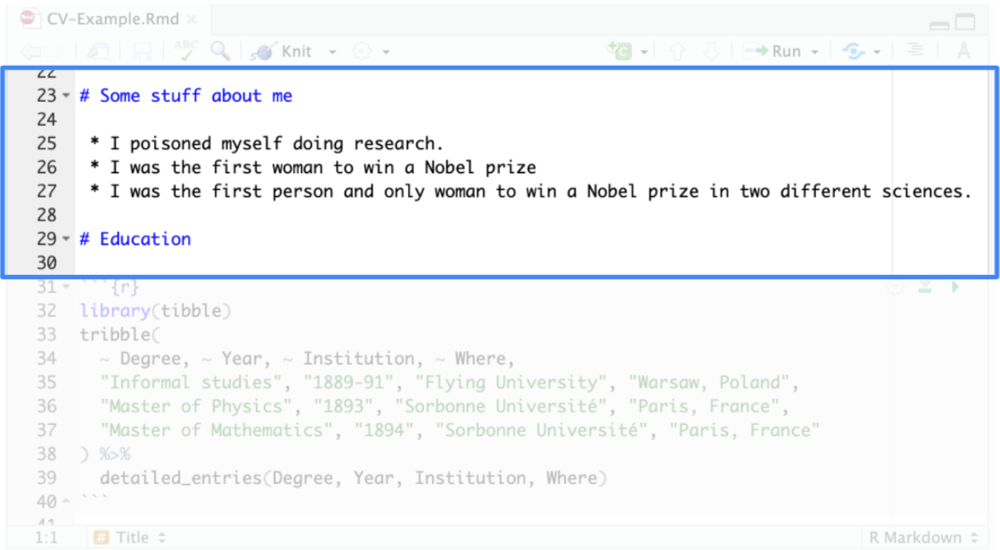 CV-Example.Rmd ×
ABC Knit Run
22
23 # Some stuff about me
24
25 * I poisoned myself doing research.
26 * I was the first woman to win a Nobel prize
27 * I was the first person and only woman to win a Nobel prize in two different sciences.
28
29 # Education
30
31 ```{r}
32 library(tibble)
33 tribble(
34 ~ Degree, ~ Year, ~ Institution, ~ Where,
35 "Informal studies", "1889-91", "Flying University", "Warsaw, Poland",
36 "Master of Physics", "1893", "Sorbonne Université", "Paris, France",
37 "Master of Mathematics", "1894", "Sorbonne Université", "Paris, France"
38 ) %>%
39 detailed_entries(Degree, Year, Institution, Where)
40 ```
41
1:1 # Title R Markdown